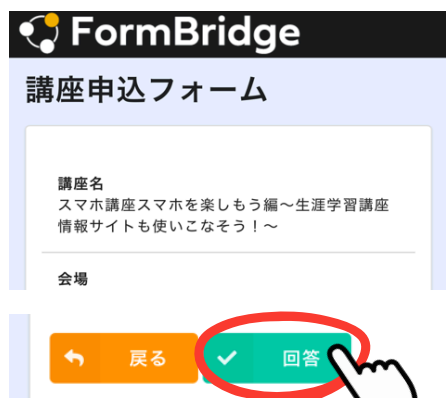 FormBridge
講座申込フォーム
講座名
スマホ講座スマホを楽しもう編～生涯学習講座
情報サイトも使いこなそう！～
会場
戻る
回答